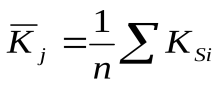 K̅ⱼ = 1/n ∑ K_Si